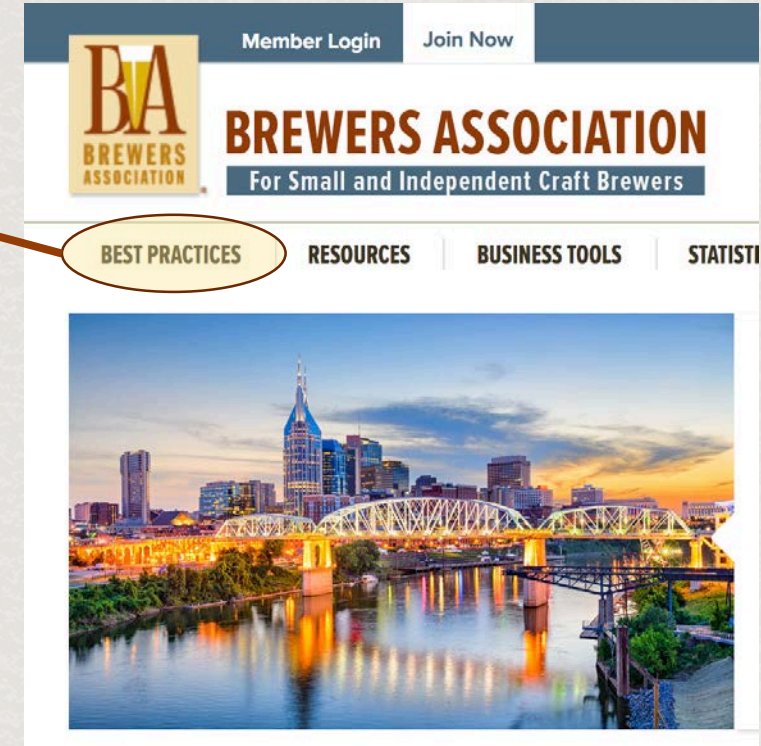 Member Login Join Now
BA
BREWERS
ASSOCIATION
BREWERS ASSOCIATION
For Small and Independent Craft Brewers
BEST PRACTICES RESOURCES BUSINESS TOOLS STATISTI